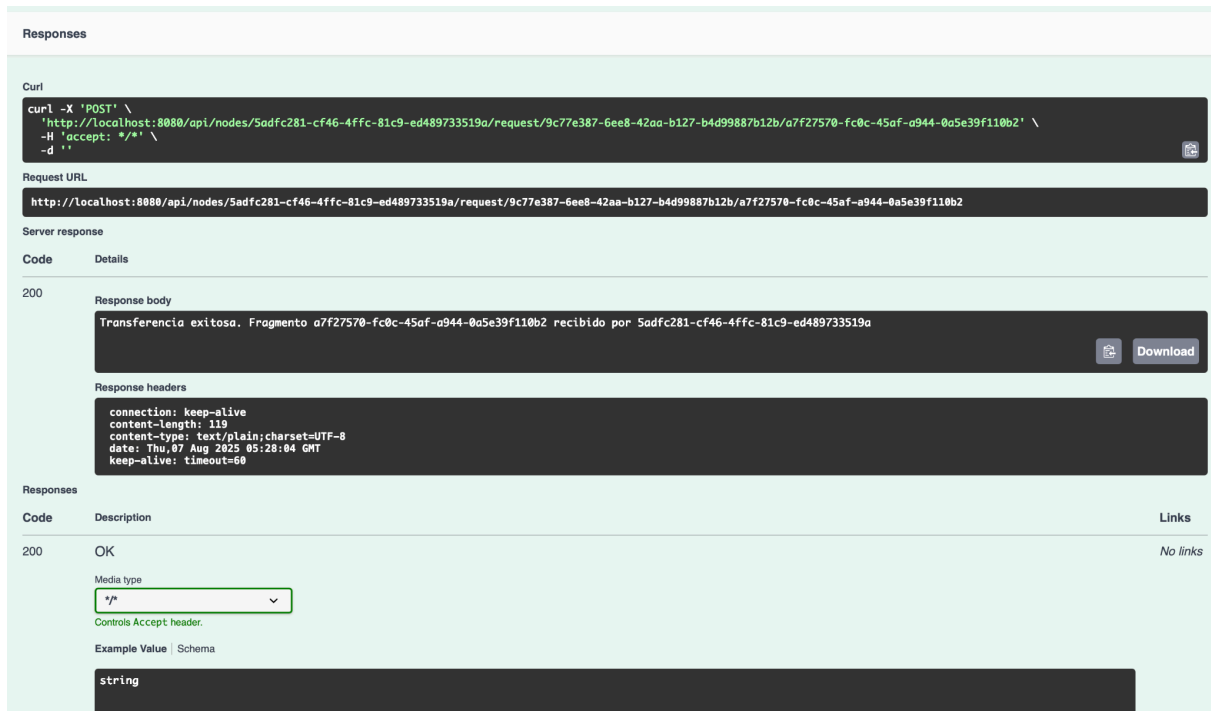 Responses
Curl
curl -X 'POST' \
'http://localhost:8080/api/nodes/5adfc281-cf46-4ffc-81c9-ed489733519a/request/9c77e387-6ee8-42aa-b127-b4d99887b12b/a7f27570-fc0c-45af-a944-0a5e39f110b2' \
-H 'accept: */*' \
-d ''
Request URL
http://localhost:8080/api/nodes/5adfc281-cf46-4ffc-81c9-ed489733519a/request/9c77e387-6ee8-42aa-b127-b4d99887b12b/a7f27570-fc0c-45af-a944-0a5e39f110b2
Server response
Code Details
200
Response body
Transferencia exitosa. Fragmento a7f27570-fc0c-45af-a944-0a5e39f110b2 recibido por 5adfc281-cf46-4ffc-81c9-ed489733519a
Download
Response headers
connection: keep-alive
content-length: 119
content-type: text/plain;charset=UTF-8
date: Thu,07 Aug 2025 05:28:04 GMT
keep-alive: timeout=60
Responses
Code Description Links
200 OK No links
Media type
*/*
Controls Accept header.
Example Value Schema
string